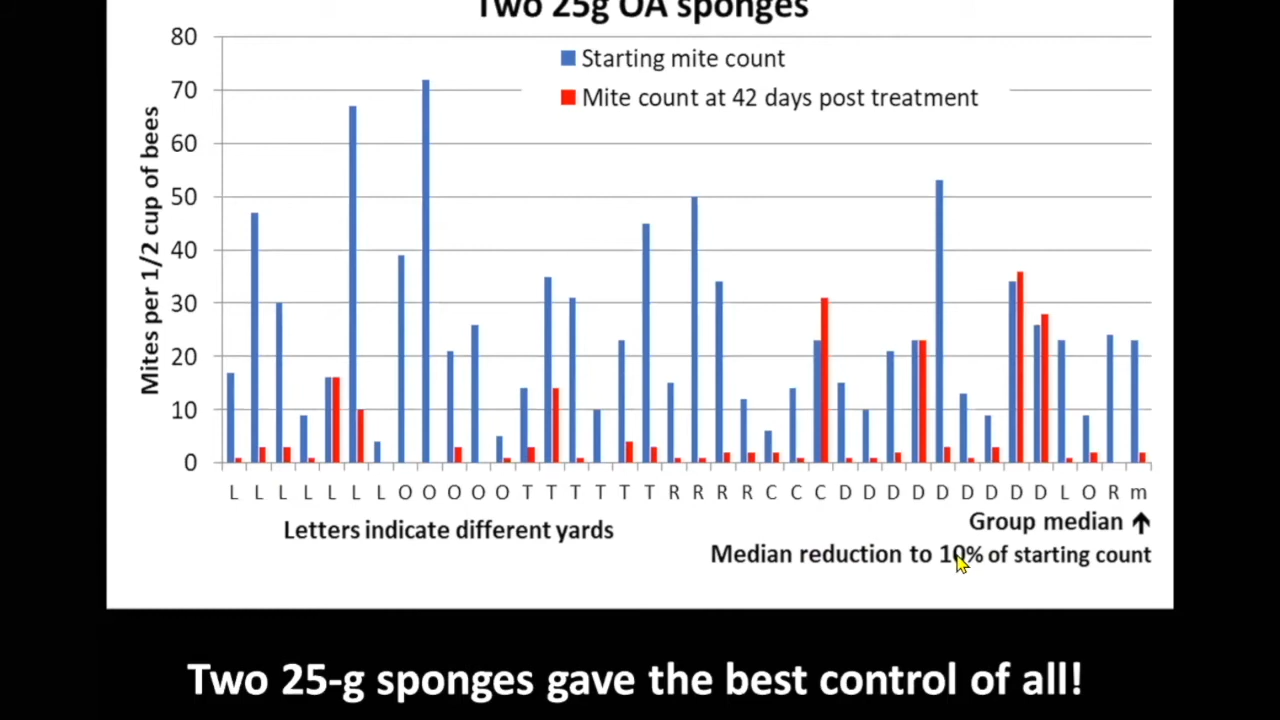 Two 25g OA sponges
80
Starting mite count
70
Mite count at 42 days post treatment
60
50
40
30
20
10
0
Mites per 1/2 cup of bees
L L L L L L L O O O O O T T T T T T R R R R C C C D D D D D D D D D L O R m
Letters indicate different yards
Group median
Median reduction to 10% of starting count
Two 25-g sponges gave the best control of all!